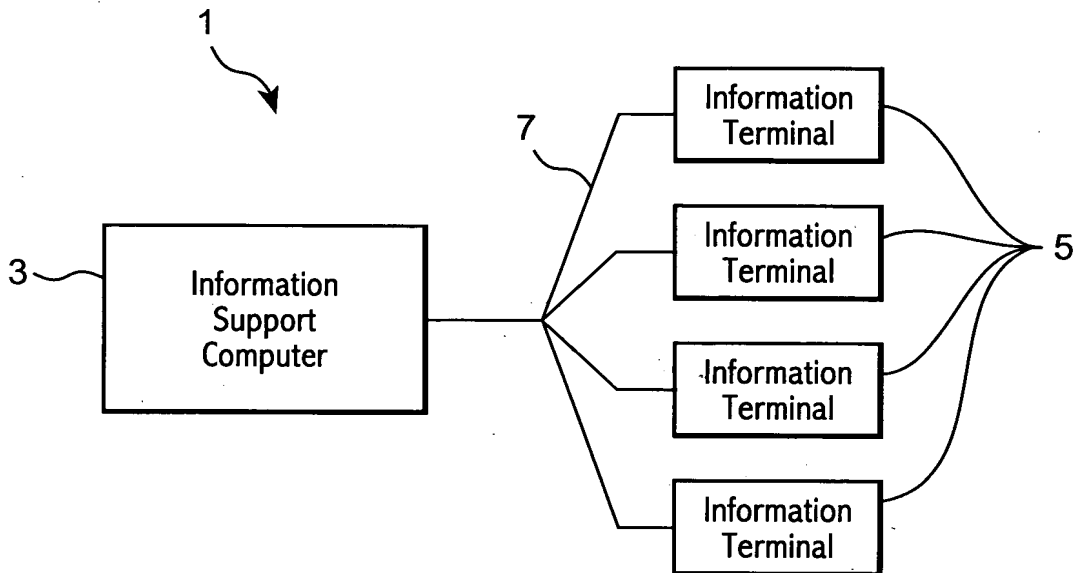 1
Information
Terminal
7
Information
Terminal
5
3
Information
Support
Computer
Information
Terminal
Information
Terminal